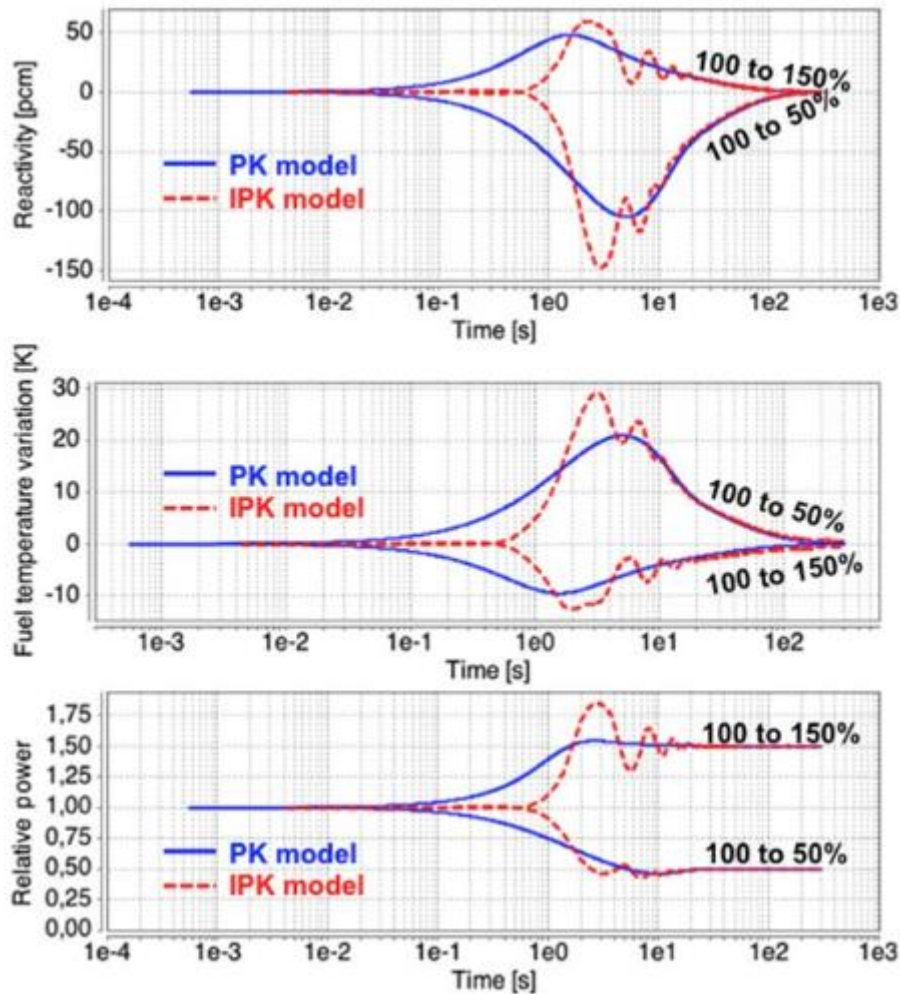 Reactivity [pcm]
50
0
-50
-100
-150
100 to 150%
100 to 50%
PK model
IPK model
1e-4 1e-3 1e-2 1e-1 1e0 1e1 1e2 1e3
Time [s]
Fuel temperature variation [K]
30
20
10
0
-10
PK model
IPK model
100 to 50%
100 to 150%
1e-3 1e-2 1e-1 1e0 1e1 1e2
Time [s]
Relative power
1,75
1,50
1,25
1,00
0,75
0,50
0,25
0,00
100 to 150%
100 to 50%
PK model
IPK model
1e-4 1e-3 1e-2 1e-1 1e0 1e1 1e2 1e3
Time [s]